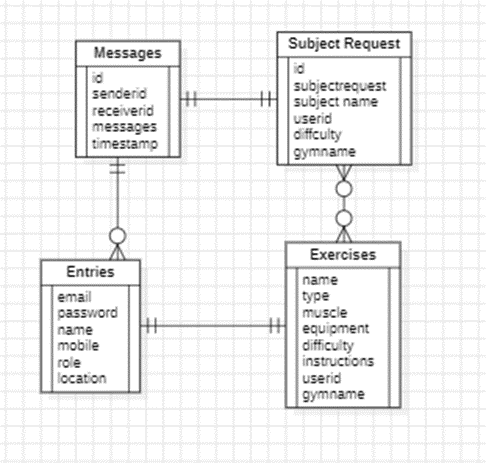 Messages
id
senderid
receiverid
messages
timestamp
Subject Request
id
subjectrequest
subject name
userid
diffculty
gymname
Entries
email
password
name
mobile
role
location
Exercises
name
type
muscle
equipment
difficulty
instructions
userid
gymname